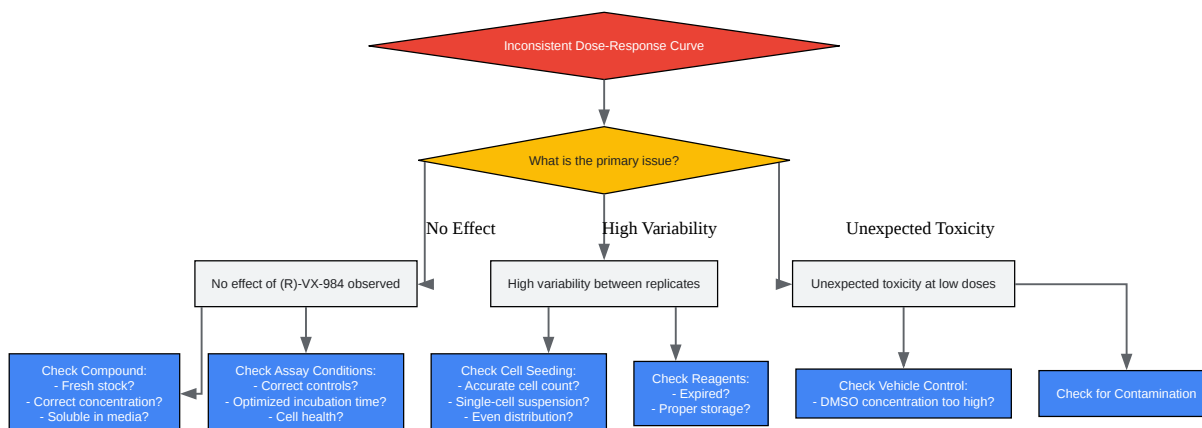 Inconsistent Dose-Response Curve
What is the primary issue?
No Effect
High Variability
Unexpected Toxicity
No effect of (R)-VX-984 observed
High variability between replicates
Unexpected toxicity at low doses
Check Compound:
- Fresh stock?
- Correct concentration?
- Soluble in media?
Check Assay Conditions:
- Correct controls?
- Optimized incubation time?
- Cell health?
Check Cell Seeding:
- Accurate cell count?
- Single-cell suspension?
- Even distribution?
Check Reagents:
- Expired?
- Proper storage?
Check Vehicle Control:
- DMSO concentration too high?
Check for Contamination